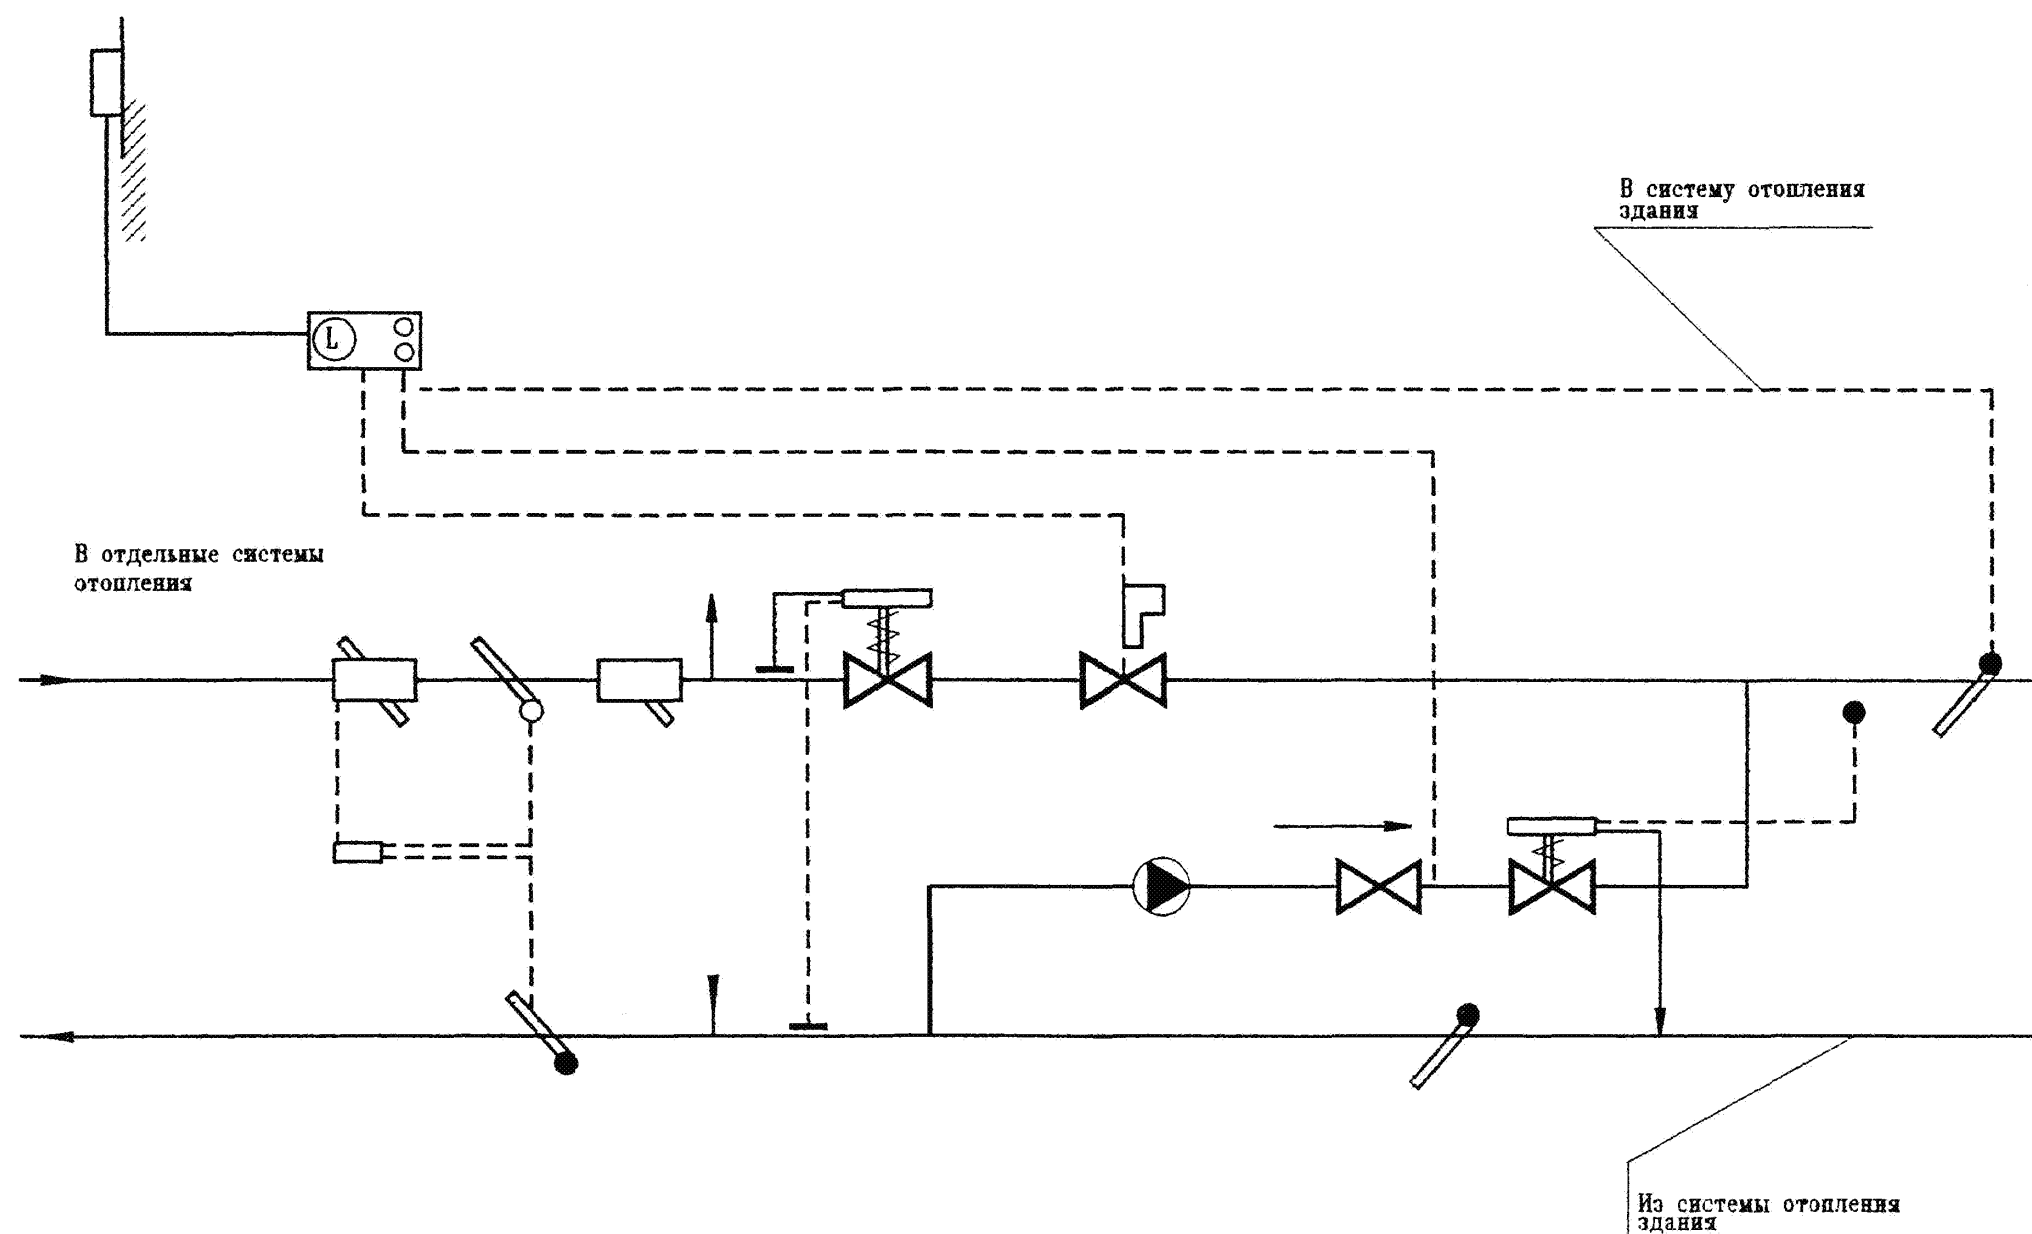 В систему отопления
здания
L
В отдельные системы
отопления
Из системы отопления
здания